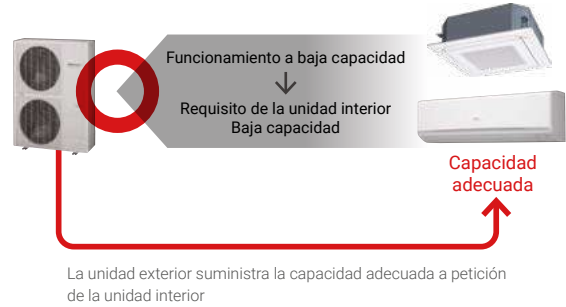 Funcionamiento a baja capacidad
Requisito de la unidad interior
Baja capacidad
Capacidad
adecuada
La unidad exterior suministra la capacidad adecuada a petición
de la unidad interior